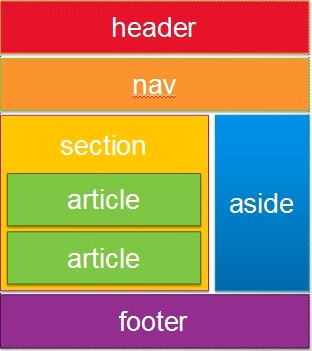 header
nav
section
article
aside
article
footer